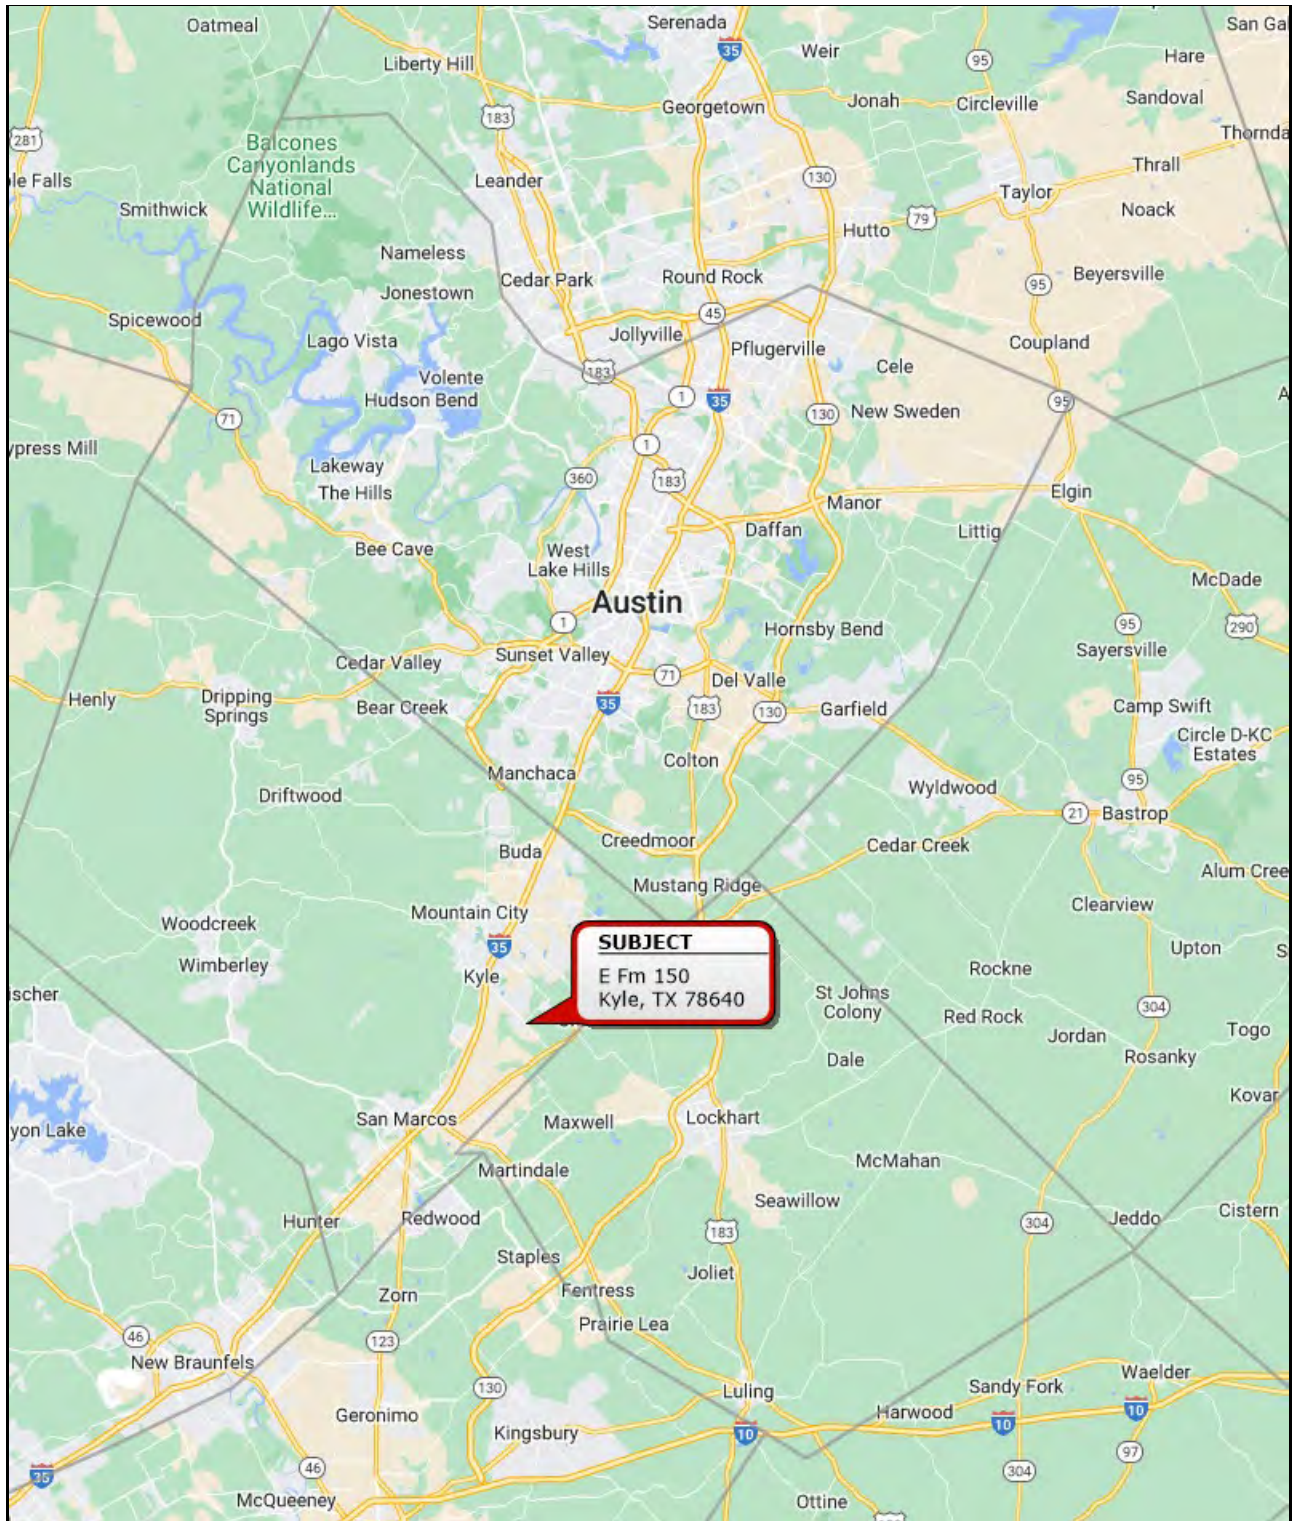 Oatmeal
Serenada
35
Weir
95
San Ga
Hare
Liberty Hill
183
Georgetown
Jonah
Circleville
Sandoval
281
Balcones
Canyonlands
National
Wildlife...
Thornda
le Falls
Leander
130
Thrall
Taylor
Smithwick
79
Noack
Hutto
Nameless
Cedar Park
Round Rock
Beyersville
95
Jonestown
Spicewood
45
Lago Vista
Jollyville
Pflugerville
Coupland
183
Cele
Volente
Hudson Bend
1
35
95
A
71
130
New Sweden
ypress Mill
1
Lakeway
The Hills
360
183
Elgin
Manor
Daffan
Littig
Bee Cave
West
Lake Hills
McDade
Austin
1
Hornsby Bend
95
290
Cedar Valley
Sunset Valley
Sayersville
71
Del Valle
Henly
Dripping
Springs
Bear Creek
35
183
130
Garfield
Camp Swift
Circle D-KC
Estates
Colton
Manchaca
95
Driftwood
Wyldwood
21
Bastrop
Creedmoor
Cedar Creek
Buda
Alum Cree
Mustang Ridge
Clearview
Mountain City
Woodcreek
35
SUBJECT
E Fm 150
Kyle, TX 78640
Upton
S
Wimberley
Kyle
Rockne
ischer
St Johns
Colony
304
Red Rock
Togo
Jordan
Rosanky
Dale
Kovar
San Marcos
Maxwell
Lockhart
yon Lake
McMahan
Martindale
Seawillow
Hunter
Redwood
183
304
Jeddo
Cistern
Staples
Joliet
Fentress
Zorn
Prairie Lea
46
123
New Braunfels
Waelder
130
Luling
Sandy Fork
Geronimo
Harwood
10
Kingsbury
10
10
97
35
46
304
McQueeney
Ottine